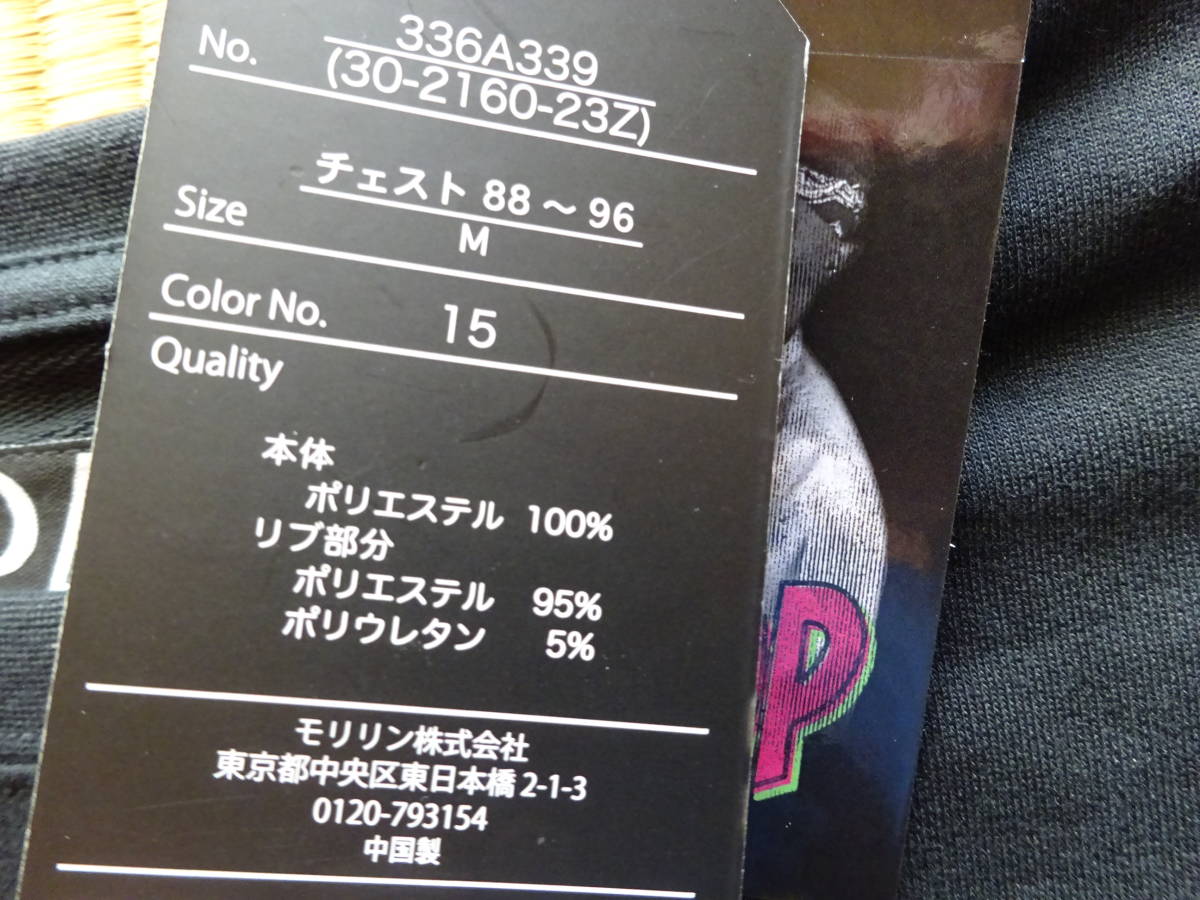 No. 336A339
(30-2160-23Z)
チェスト 88～96
Size M
Color No. 15
Quality
本体
ポリエステル 100%
リブ部分
ポリエステル 95%
ポリウレタン 5%
モリリン株式会社
東京都中央区東日本橋2-1-3
0120-793154
中国製
P